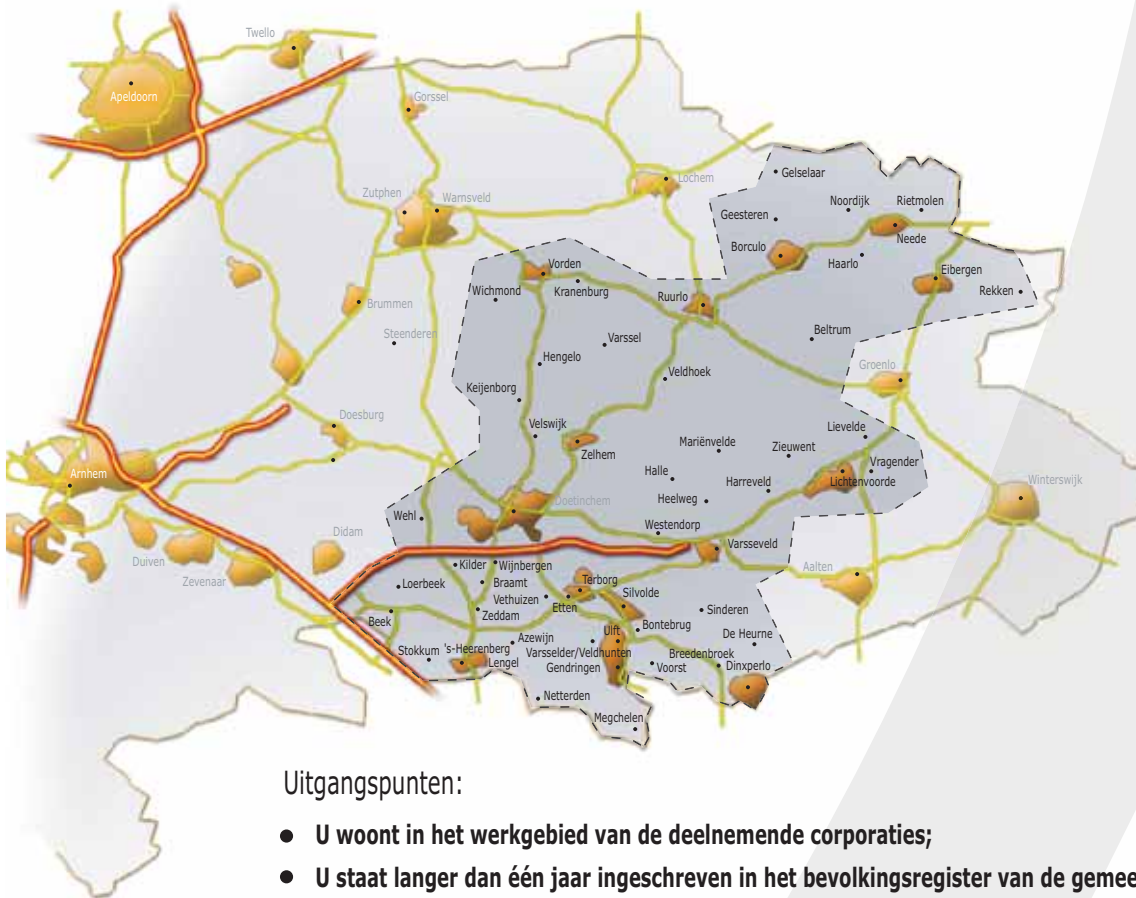 Twello
Apeldoorn
Gorssel
Lochem
Gelselaar
Zutphen
Warnsveld
Noordijk
Rietmolen
Geesteren
Neede
Borculo
Haarlo
Vorden
Eibergen
Wichmond
Kranenburg
Ruurlo
Rekken
Brummen
Steenderen
Varssel
Beltrum
Hengelo
Groenlo
Veldhoek
Keijenborg
Doesburg
Velswijk
Lievelde
Mariënvelde
Zieuwent
Zelhem
Arnhem
Halle
Vragender
Harreveld
Lichtenvoorde
Winterswijk
Heelweg
Doetinchem
Wehl
Westendorp
Didam
Varsseveld
Duiven
Kilder
Wijnbergen
Aalten
Zevenaar
Loerbeek
Braamt
Terborg
Vethuizen
Silvolde
Zeddam
Etten
Sinderen
Beek
Bontebrug
De Heurne
Azewijn
Ulft
Stokkum
's-Heerenberg
Varsselder/Veldhunten
Breedenbroek
Lengel
Gendringen
Voorst
Dinxperlo
Netterden
Megchelen
Uitgangspunten:
● U woont in het werkgebied van de deelnemende corporaties;
● U staat langer dan één jaar ingeschreven in het bevolkingsregister van de gemee